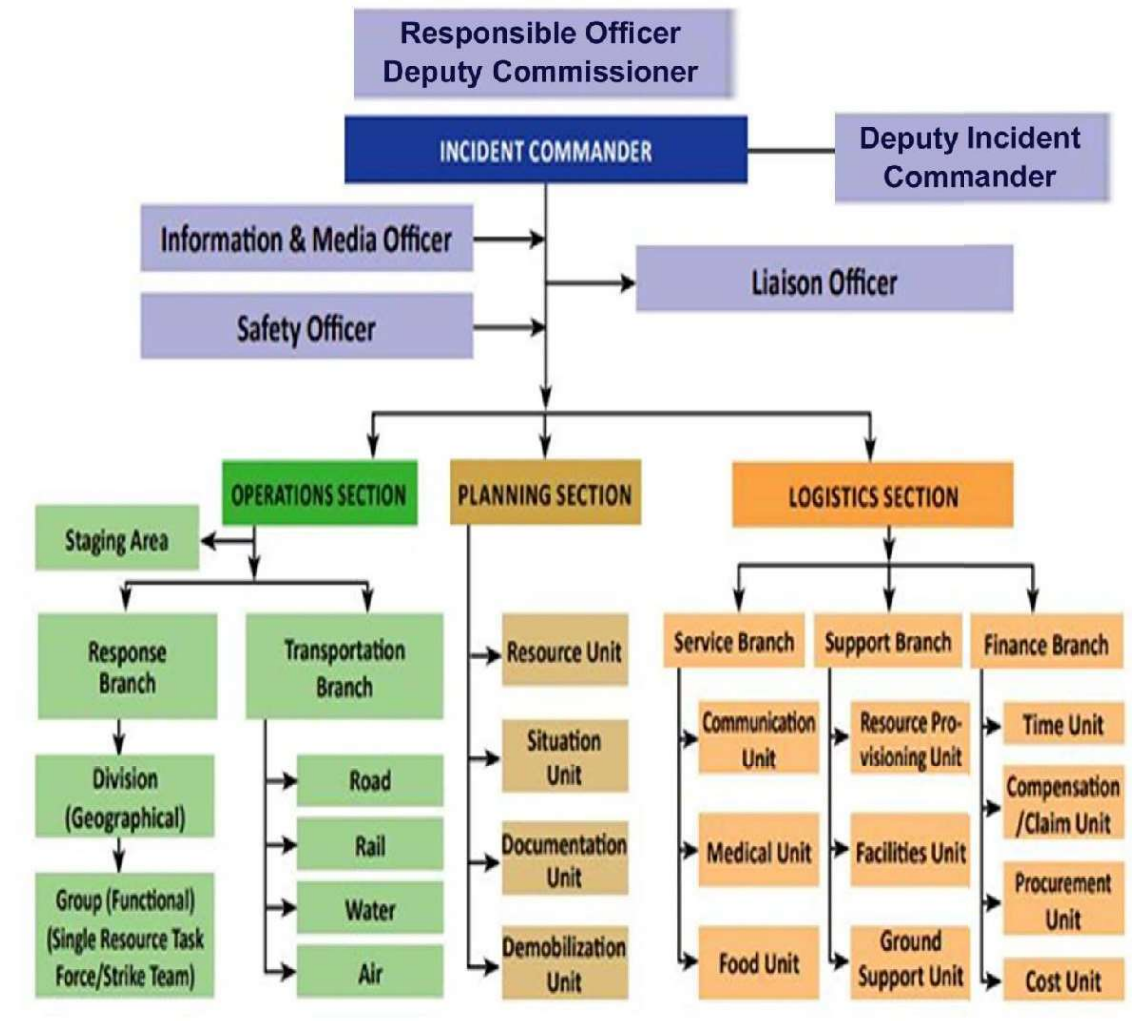 Responsible Officer
Deputy Commissioner
INCIDENT COMMANDER
Deputy Incident
Commander
Information & Media Officer
Liaison Officer
Safety Officer
OPERATIONS SECTION
PLANNING SECTION
LOGISTICS SECTION
Staging Area
Response
Branch
Transportation
Branch
Division
(Geographical)
Group (Functional)
(Single Resource Task
Force/Strike Team)
Road
Rail
Water
Air
Resource Unit
Situation
Unit
Documentation
Unit
Demobilization
Unit
Service Branch
Support Branch
Finance Branch
Communication
Unit
Medical Unit
Food Unit
Resource Pro-
visioning Unit
Facilities Unit
Ground
Support Unit
Time Unit
Compensation
/Claim Unit
Procurement
Unit
Cost Unit